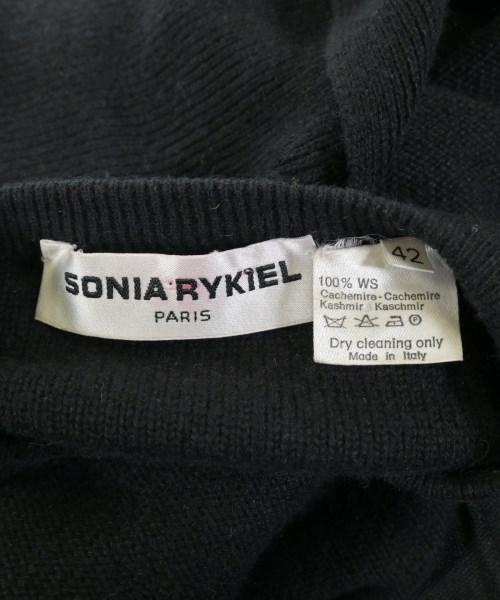 SONIA RYKIEL
PARIS
42
100% WS
Cachemire-Cachemire
Kashmir-Kaschmir
P
Dry cleaning only
Made in Italy